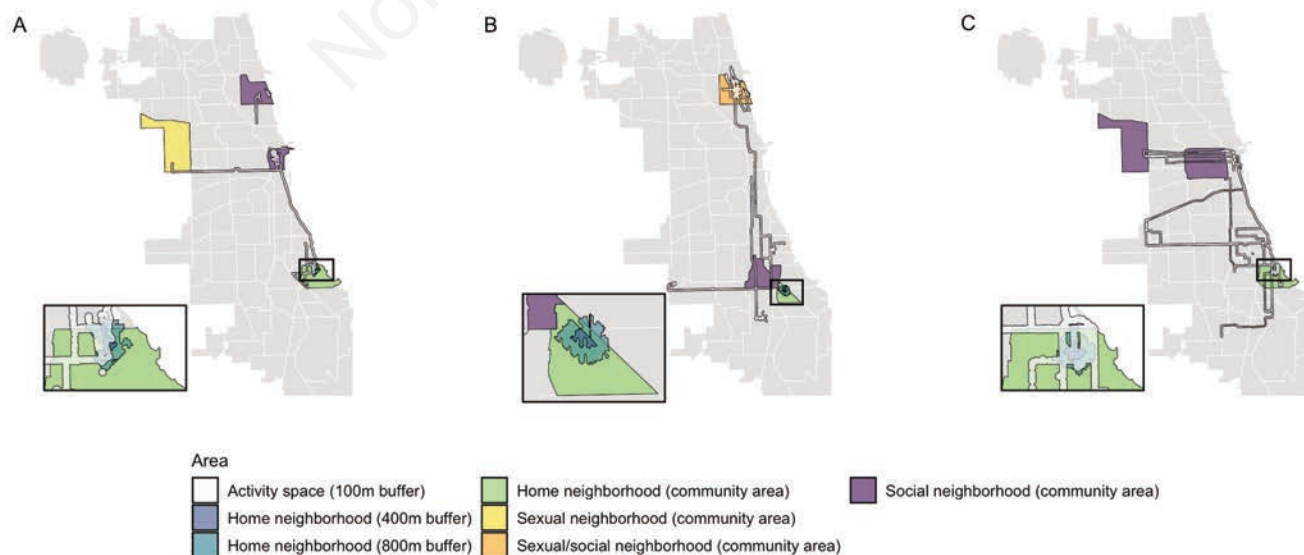 A
B
C
Area
Activity space (100m buffer)
Home neighborhood (community area)
Social neighborhood (community area)
Home neighborhood (400m buffer)
Sexual neighborhood (community area)
Home neighborhood (800m buffer)
Sexual/social neighborhood (community area)